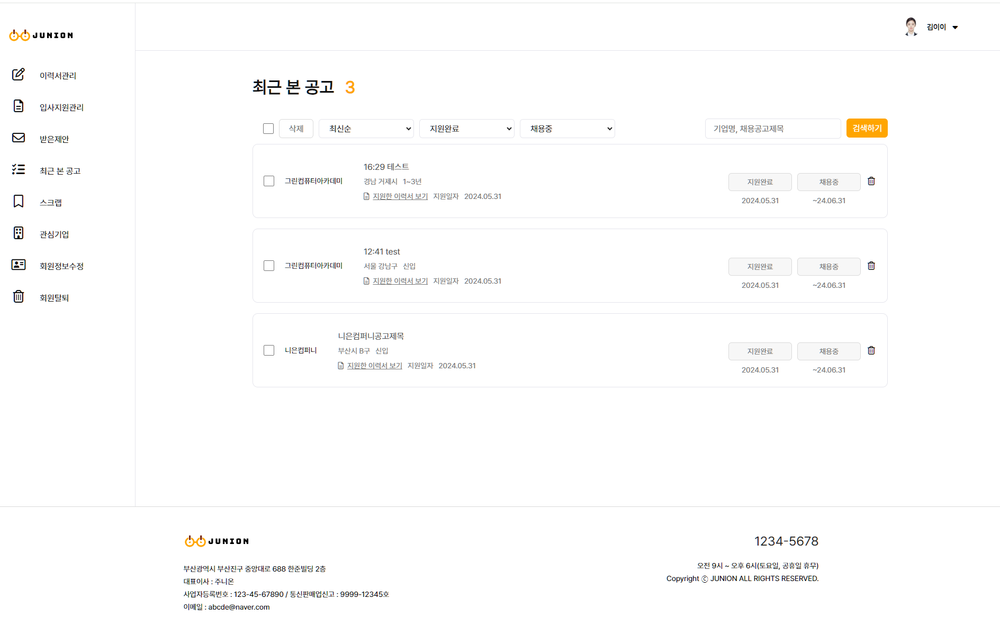 JUNION
김이이
이력서관리
입사지원관리
받은제안
최근 본 공고
스크랩
관심기업
회원정보수정
회원탈퇴
최근 본 공고 3
삭제 최신순 지원완료 채용중 기업명, 채용공고제목 검색하기
그린컴퓨터아카데미
16:29 테스트
경남 거제시 1~3년
지원한 이력서 보기 지원일자 2024.05.31
지원완료 채용중
2024.05.31 ~24.06.31
그린컴퓨터아카데미
12:41 test
서울 강남구 신입
지원한 이력서 보기 지원일자 2024.05.31
지원완료 채용중
2024.05.31 ~24.06.31
니은컴퍼니
니은컴퍼니공고제목
부산시 B구 신입
지원한 이력서 보기 지원일자 2024.05.31
지원완료 채용중
2024.05.31 ~24.06.31
JUNION
부산광역시 부산진구 중앙대로 688 한준빌딩 2층
대표이사 : 주니온
사업자등록번호 : 123-45-67890 / 통신판매업신고 : 9999-12345호
이메일 : abcde@naver.com
1234-5678
오전 9시 ~ 오후 6시(토요일, 공휴일 휴무)
Copyright ⓒ JUNION ALL RIGHTS RESERVED.